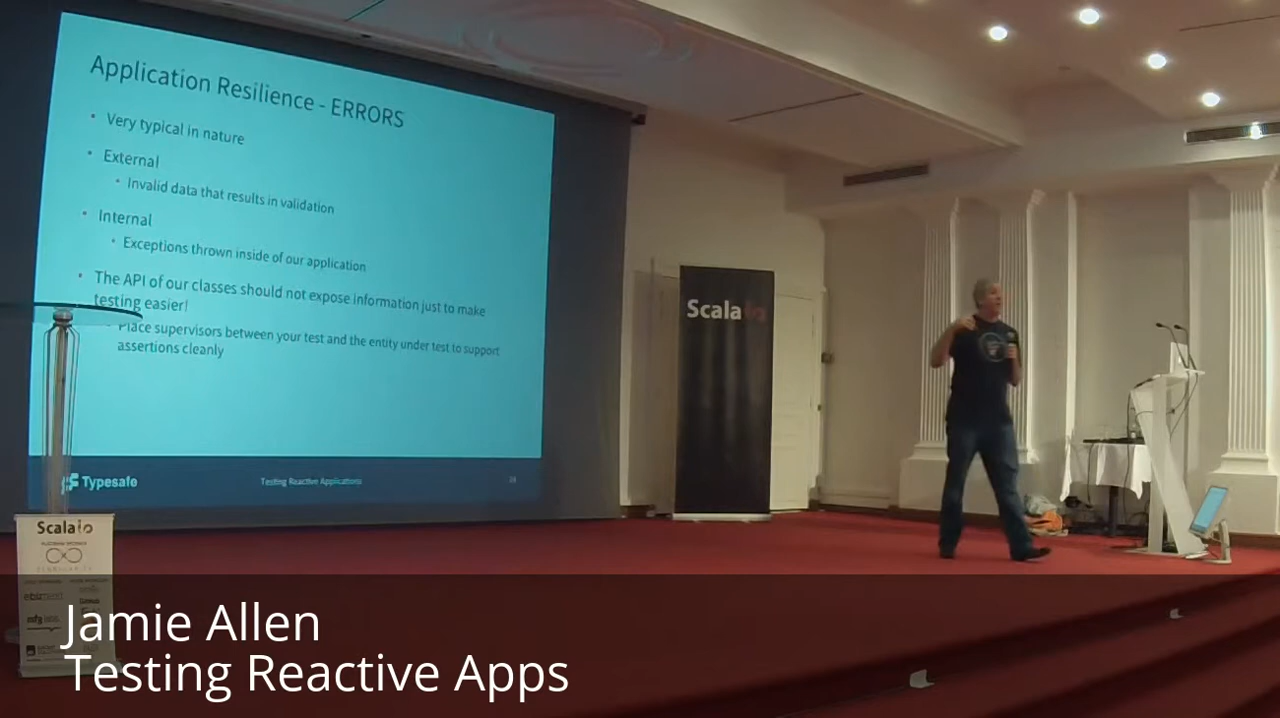 Application Resilience - ERRORS
• Very typical in nature
• External
• Invalid data that results in validation
• Internal
• Exceptions thrown inside of our application
• The API of our classes should not expose information just to make
testing easier!
Place supervisors between your test and the entity under test to support
assertions cleanly
Typesafe
Testing Reactive Applications
Scalaio
Scalaio
Jamie Allen
Testing Reactive Apps